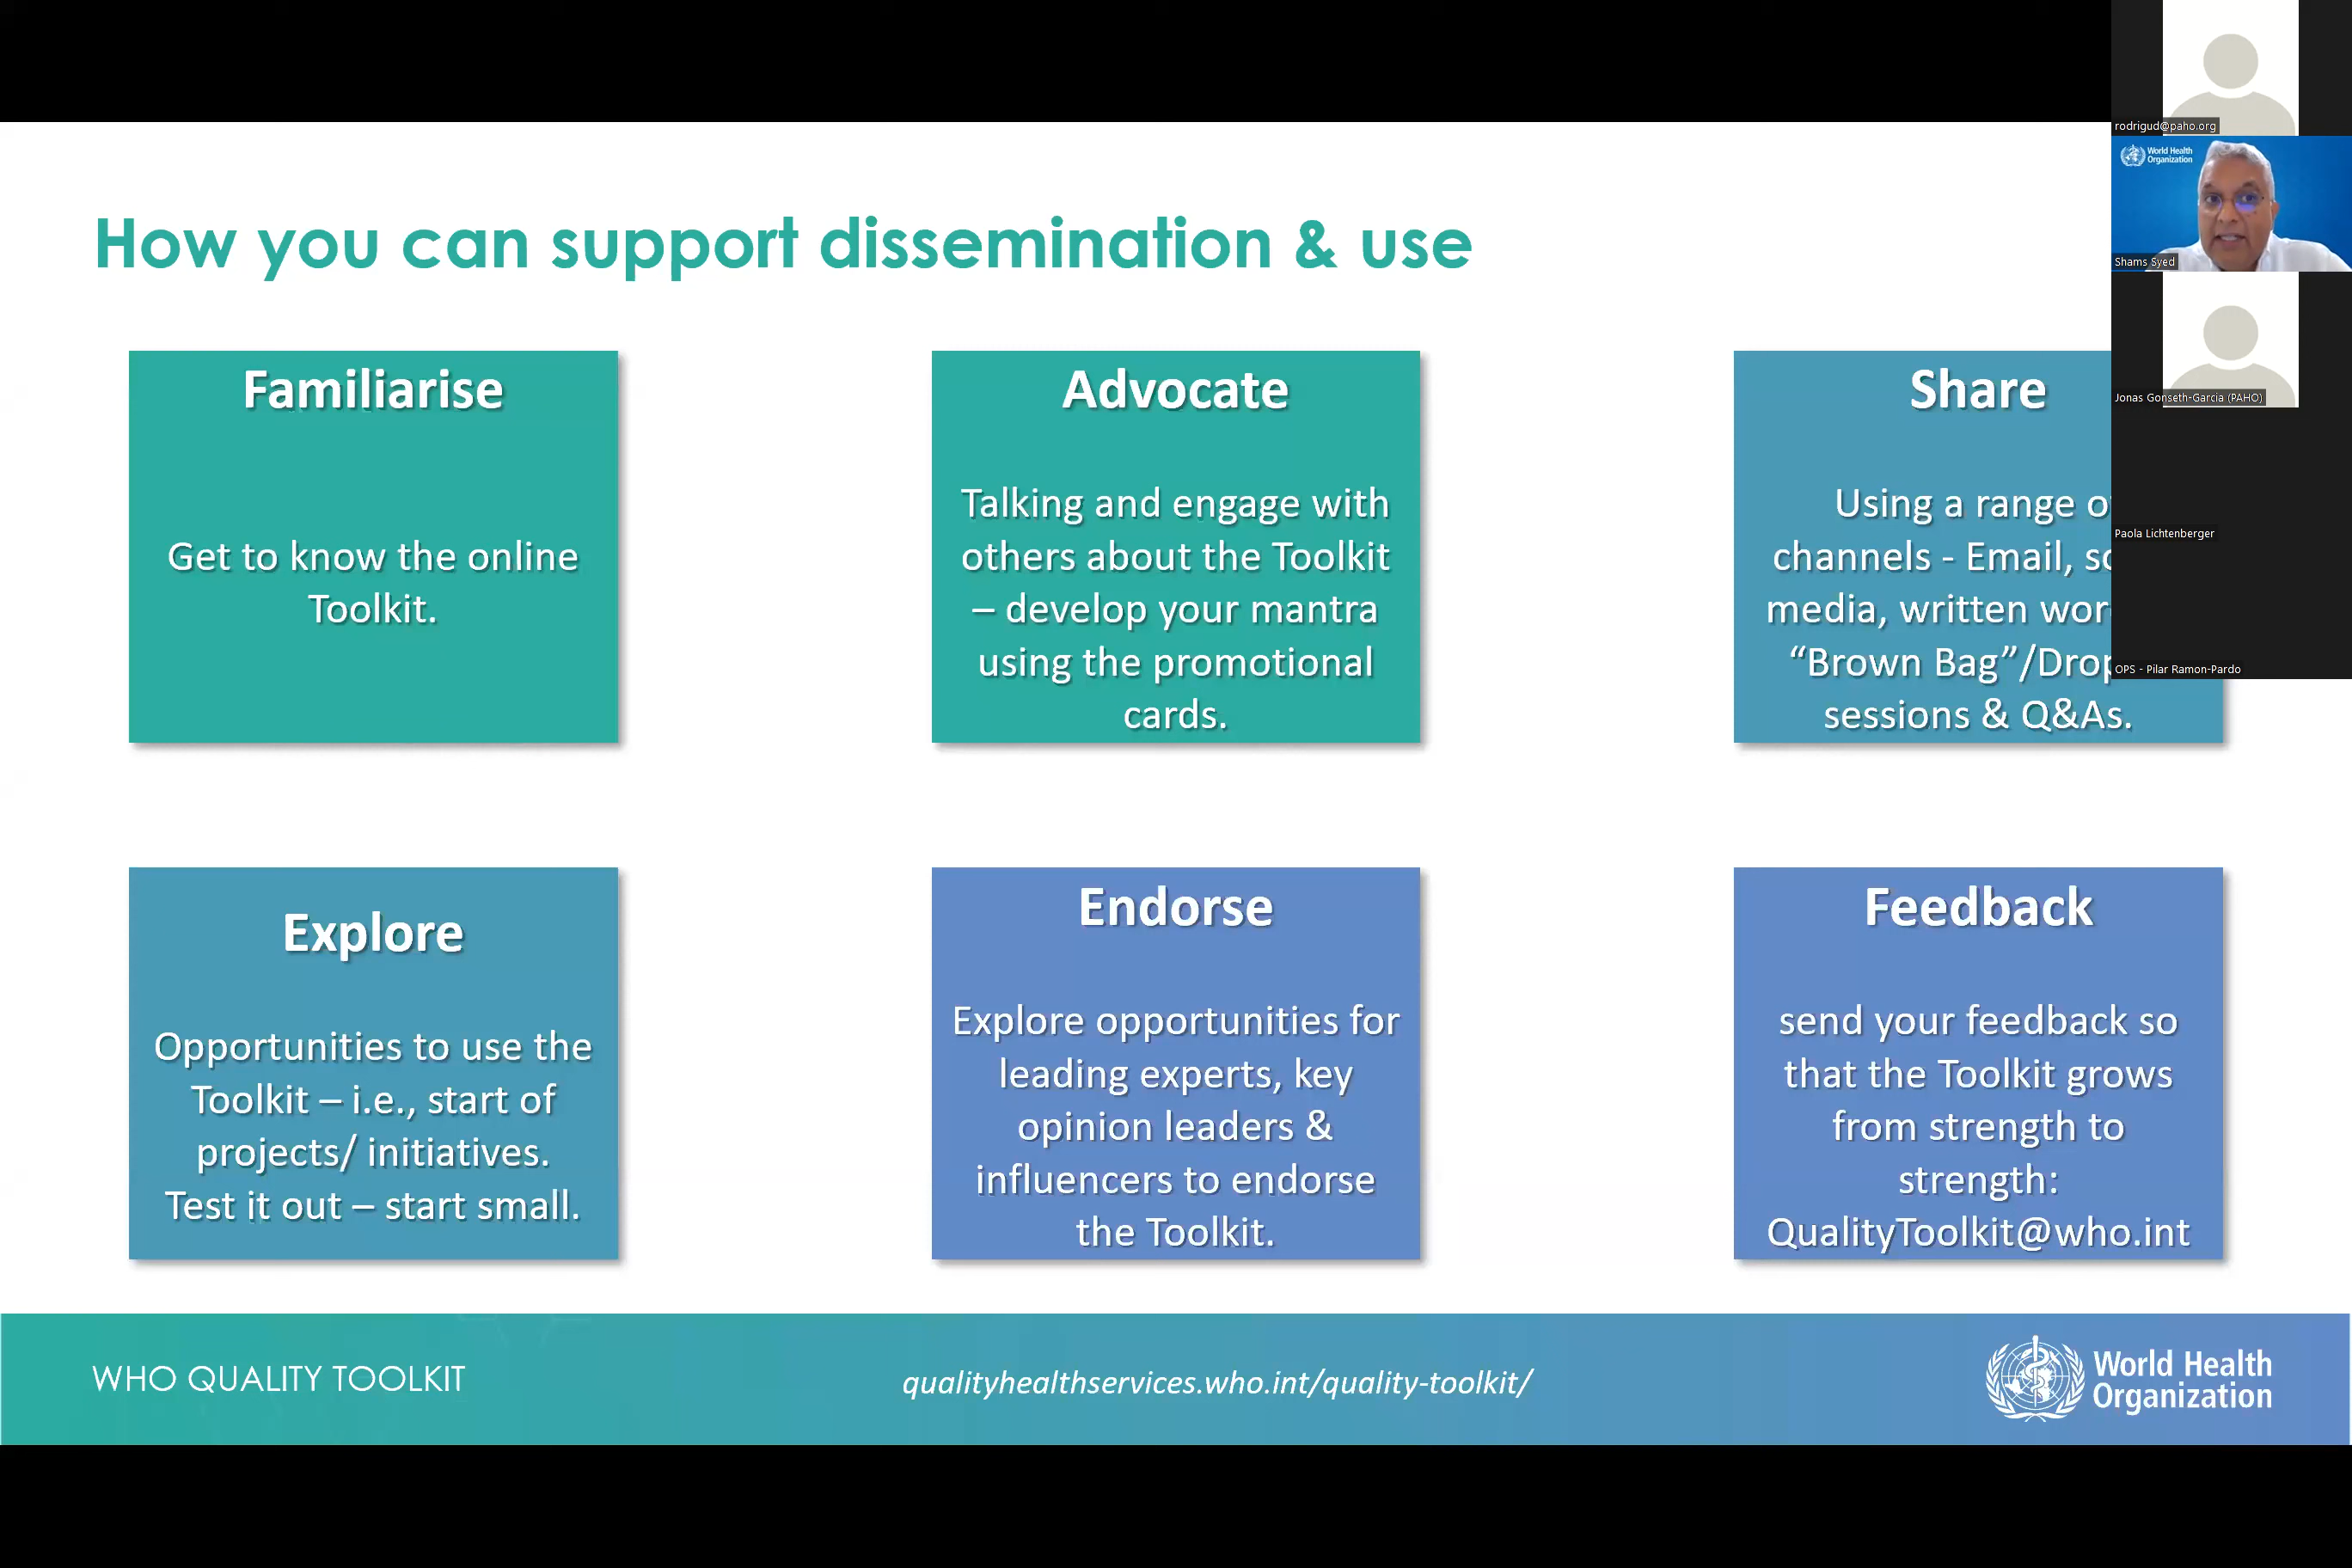 How you can support dissemination & use
Familiarise
Get to know the online
Toolkit.
Advocate
Talking and engage with
others about the Toolkit
– develop your mantra
using the promotional
cards.
Share
Using a range
channels - Email,
media, written
“Brown Bag”/
sessions & Q&As.
Explore
Opportunities to use the
Toolkit – i.e., start of
projects/ initiatives.
Test it out – start small.
Endorse
Explore opportunities for
leading experts, key
opinion leaders &
influencers to endorse
the Toolkit.
Feedback
send your feedback so
that the Toolkit grows
from strength to
strength:
QualityToolkit@who.int
WHO QUALITY TOOLKIT
qualityhealthservices.who.int/quality-toolkit/
World Health
Organization
rodrigud@paho.org
World Health
Organization
Shams Syed
Jonas Gonseth-Garcia (PAHO)
Paola Lichtenberger
OPS - Pilar Ramon-Pardo